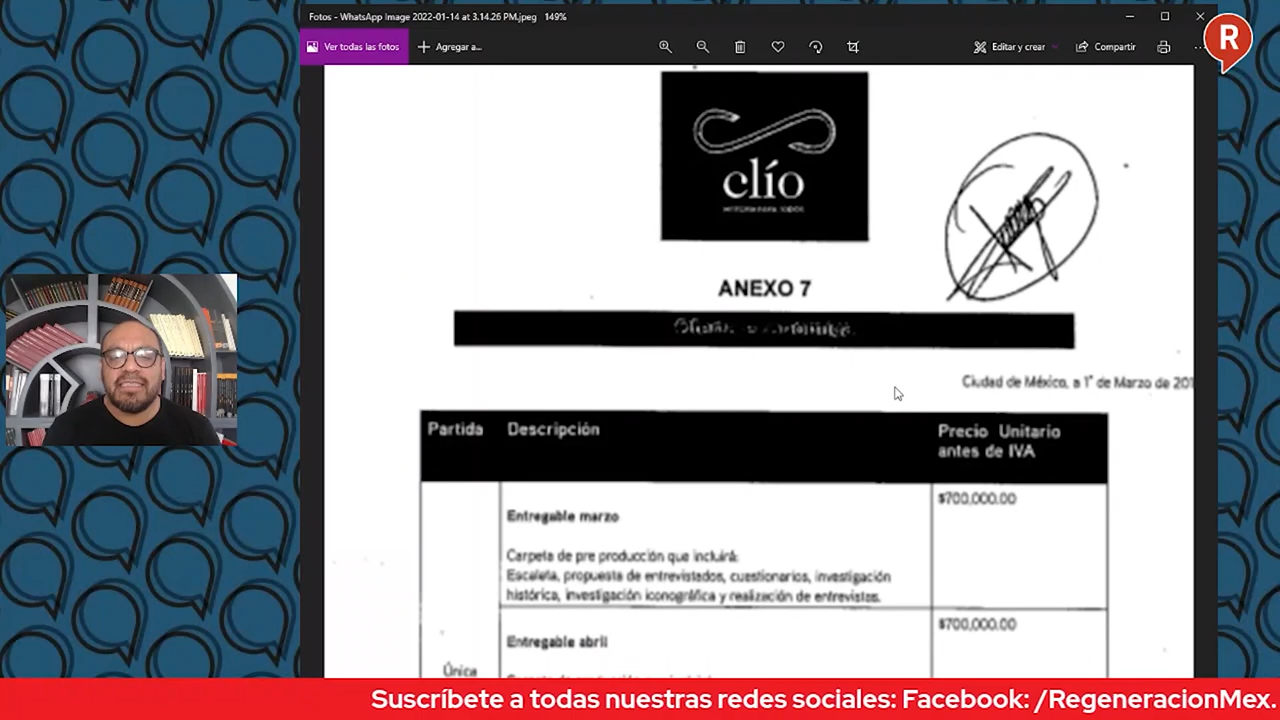 Fotos - WhatsApp Image 2022-01-14 at 3.14.26 PM.jpeg 149%
Ver todas las fotos
Agregar a...
Editar y crear
Compartir
R
clío
ANEXO 7
Ciudad de México, a 1° de Marzo de 201
Partida Descripción Precio Unitario
antes de IVA
$700,000.00
Entregable marzo
Carpeta de pre producción que incluirá:
Escaleta, propuesta de entrevistados, cuestionarios, investigación
histórica, investigación iconográfica y realización de entrevistas.
$700,000.00
Entregable abril
Única
Suscríbete a todas nuestras redes sociales: Facebook: /RegeneracionMex.